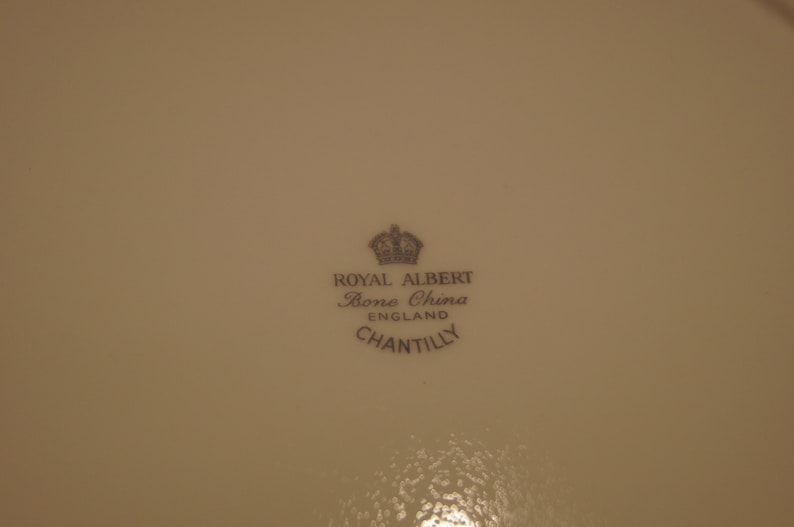 ROYAL ALBERT
Bone China
ENGLAND
CHANTILLY